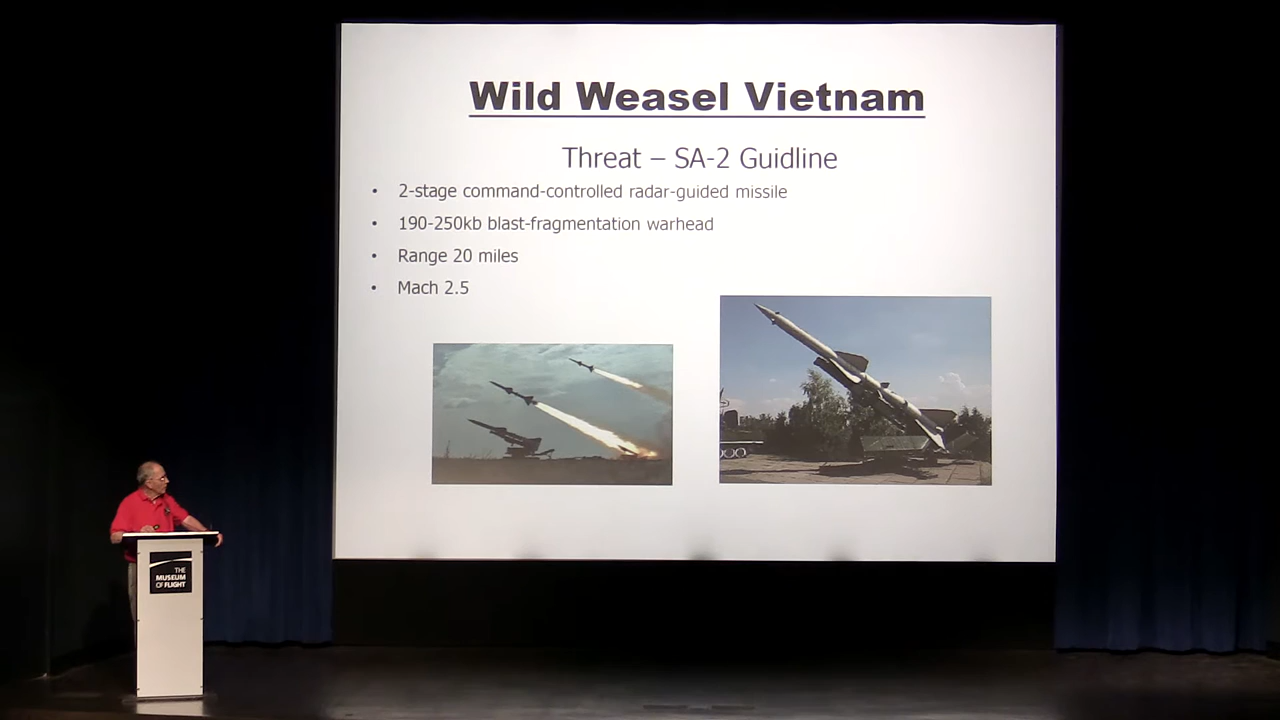 Wild Weasel Vietnam
Threat – SA-2 Guidline
• 2-stage command-controlled radar-guided missile
• 190-250kb blast-fragmentation warhead
• Range 20 miles
• Mach 2.5
THE
MUSEUM
OF FLIGHT